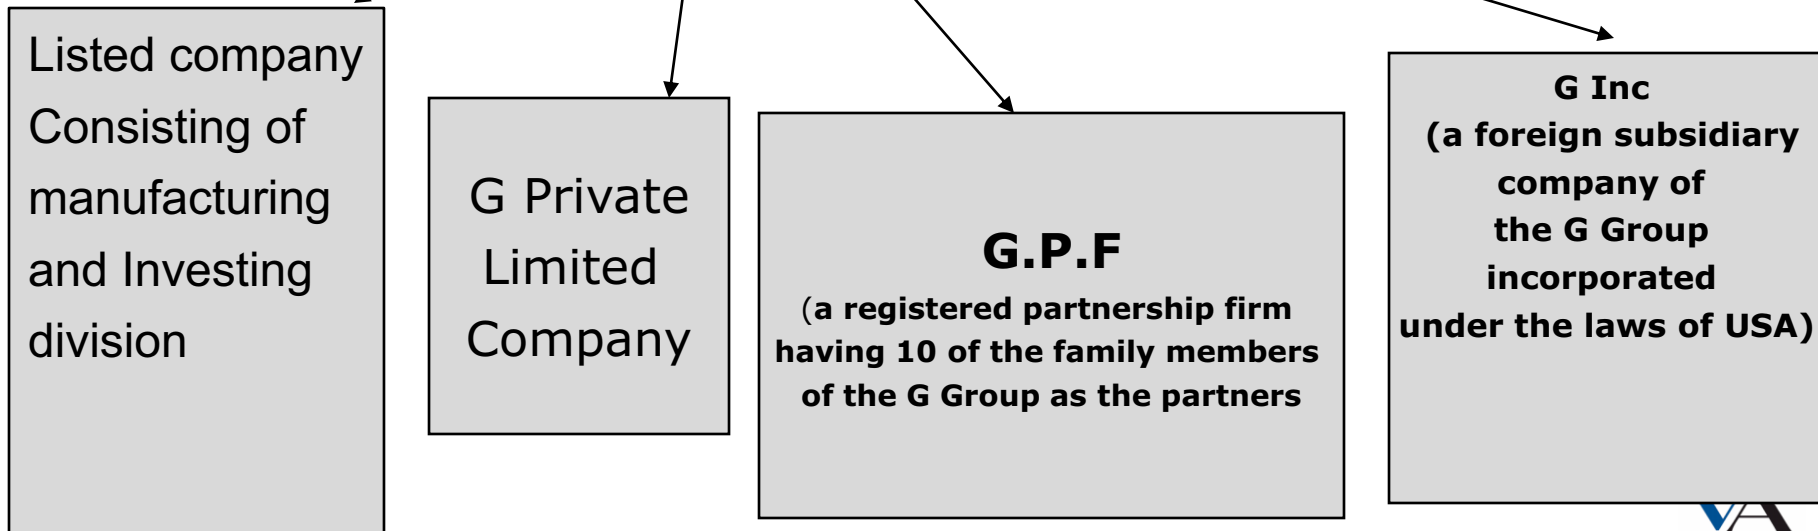 Listed company
Consisting of
manufacturing
and Investing
division
G Private
Limited
Company
G.P.F
(a registered partnership firm
having 10 of the family members
of the G Group as the partners
G Inc
(a foreign subsidiary
company of
the G Group
incorporated
under the laws of USA)